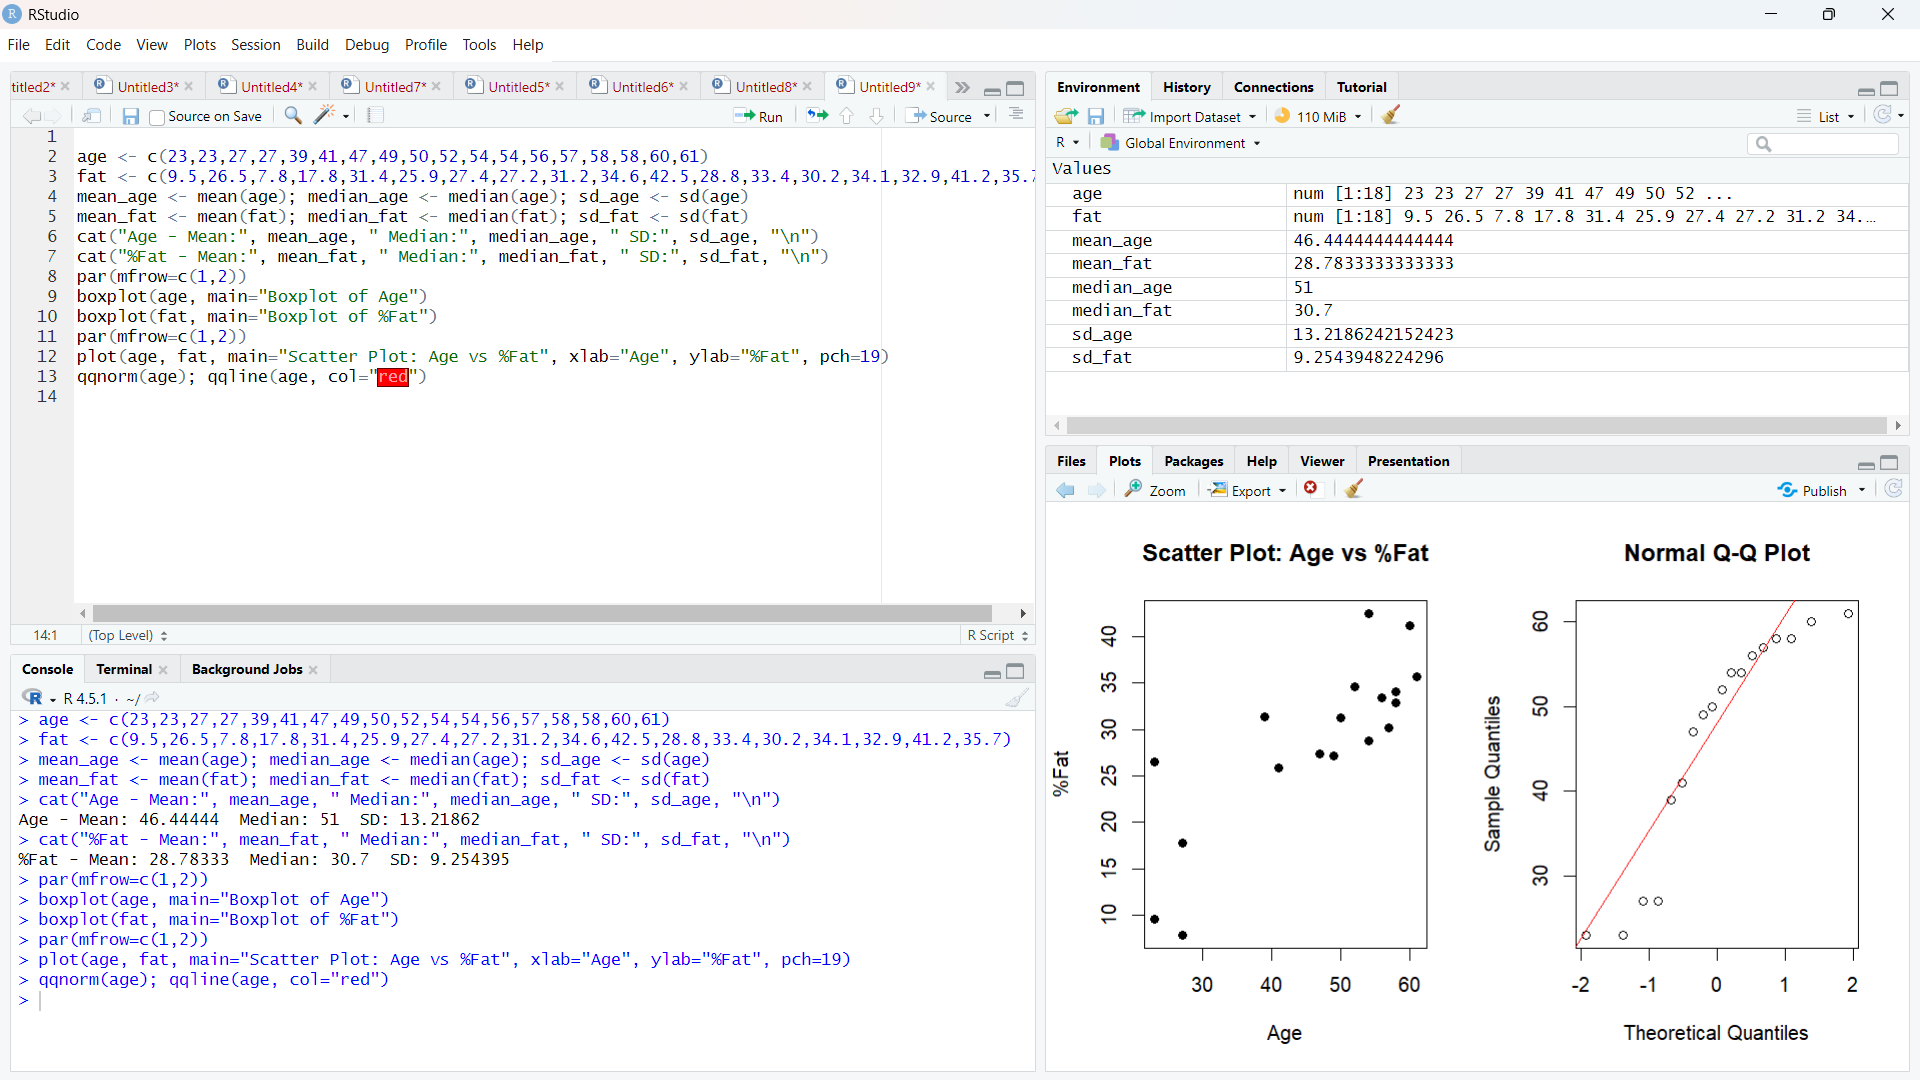 RStudio
File Edit Code View Plots Session Build Debug Profile Tools Help
titled2* Untitled3* Untitled4* Untitled7* Untitled5* Untitled6* Untitled8* Untitled9*
Source on Save Run Source
1
2 age <- c(23,23,27,27,39,41,47,49,50,52,54,54,56,57,58,58,60,61)
3 fat <- c(9.5,26.5,7.8,17.8,31.4,25.9,27.4,27.2,31.2,34.6,42.5,28.8,33.4,30.2,34.1,32.9,41.2,35.7
4 mean_age <- mean(age); median_age <- median(age); sd_age <- sd(age)
5 mean_fat <- mean(fat); median_fat <- median(fat); sd_fat <- sd(fat)
6 cat("Age - Mean:", mean_age, " Median:", median_age, " SD:", sd_age, "\n")
7 cat("%Fat - Mean:", mean_fat, " Median:", median_fat, " SD:", sd_fat, "\n")
8 par(mfrow=c(1,2))
9 boxplot(age, main="Boxplot of Age")
10 boxplot(fat, main="Boxplot of %Fat")
11 par(mfrow=c(1,2))
12 plot(age, fat, main="Scatter Plot: Age vs %Fat", xlab="Age", ylab="%Fat", pch=19)
13 qqnorm(age); qqline(age, col="red")
14
14:1 (Top Level) R Script
Console Terminal Background Jobs
R R 4.5.1 · ~/
> age <- c(23,23,27,27,39,41,47,49,50,52,54,54,56,57,58,58,60,61)
> fat <- c(9.5,26.5,7.8,17.8,31.4,25.9,27.4,27.2,31.2,34.6,42.5,28.8,33.4,30.2,34.1,32.9,41.2,35.7)
> mean_age <- mean(age); median_age <- median(age); sd_age <- sd(age)
> mean_fat <- mean(fat); median_fat <- median(fat); sd_fat <- sd(fat)
> cat("Age - Mean:", mean_age, " Median:", median_age, " SD:", sd_age, "\n")
Age - Mean: 46.44444  Median: 51  SD: 13.21862
> cat("%Fat - Mean:", mean_fat, " Median:", median_fat, " SD:", sd_fat, "\n")
%Fat - Mean: 28.78333  Median: 30.7  SD: 9.254395
> par(mfrow=c(1,2))
> boxplot(age, main="Boxplot of Age")
> boxplot(fat, main="Boxplot of %Fat")
> par(mfrow=c(1,2))
> plot(age, fat, main="Scatter Plot: Age vs %Fat", xlab="Age", ylab="%Fat", pch=19)
> qqnorm(age); qqline(age, col="red")
>
Environment History Connections Tutorial
Import Dataset 110 MiB List
R Global Environment
Values
age num [1:18] 23 23 27 27 39 41 47 49 50 52 ...
fat num [1:18] 9.5 26.5 7.8 17.8 31.4 25.9 27.4 27.2 31.2 34.…
mean_age 46.4444444444444
mean_fat 28.7833333333333
median_age 51
median_fat 30.7
sd_age 13.2186242152423
sd_fat 9.2543948224296
Files Plots Packages Help Viewer Presentation
Zoom Export Publish
Scatter Plot: Age vs %Fat
%Fat
40
35
30
25
20
15
10
30 40 50 60
Age
Normal Q-Q Plot
Sample Quantiles
60
50
40
30
-2 -1 0 1 2
Theoretical Quantiles